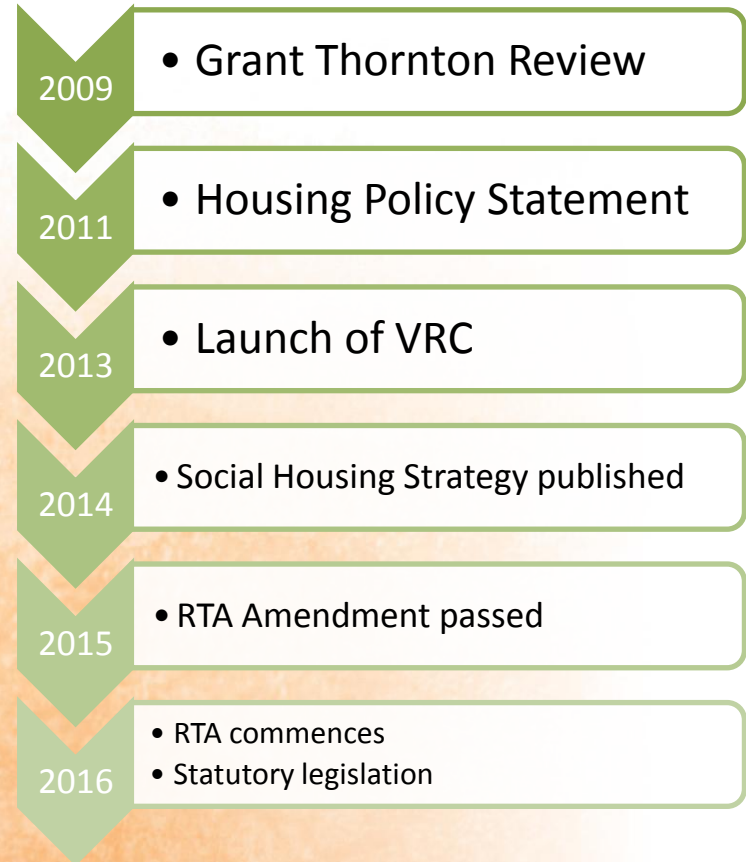 2009
• Grant Thornton Review
2011
• Housing Policy Statement
2013
• Launch of VRC
2014
• Social Housing Strategy published
2015
• RTA Amendment passed
2016
• RTA commences
• Statutory legislation